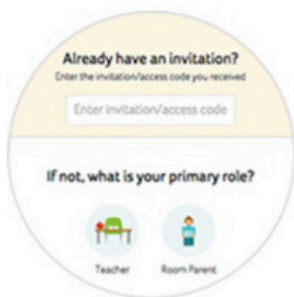 Already have an invitation?
Enter the invitation/access code you received
Enter invitation/access code
If not, what is your primary role?
Teacher Room Parent